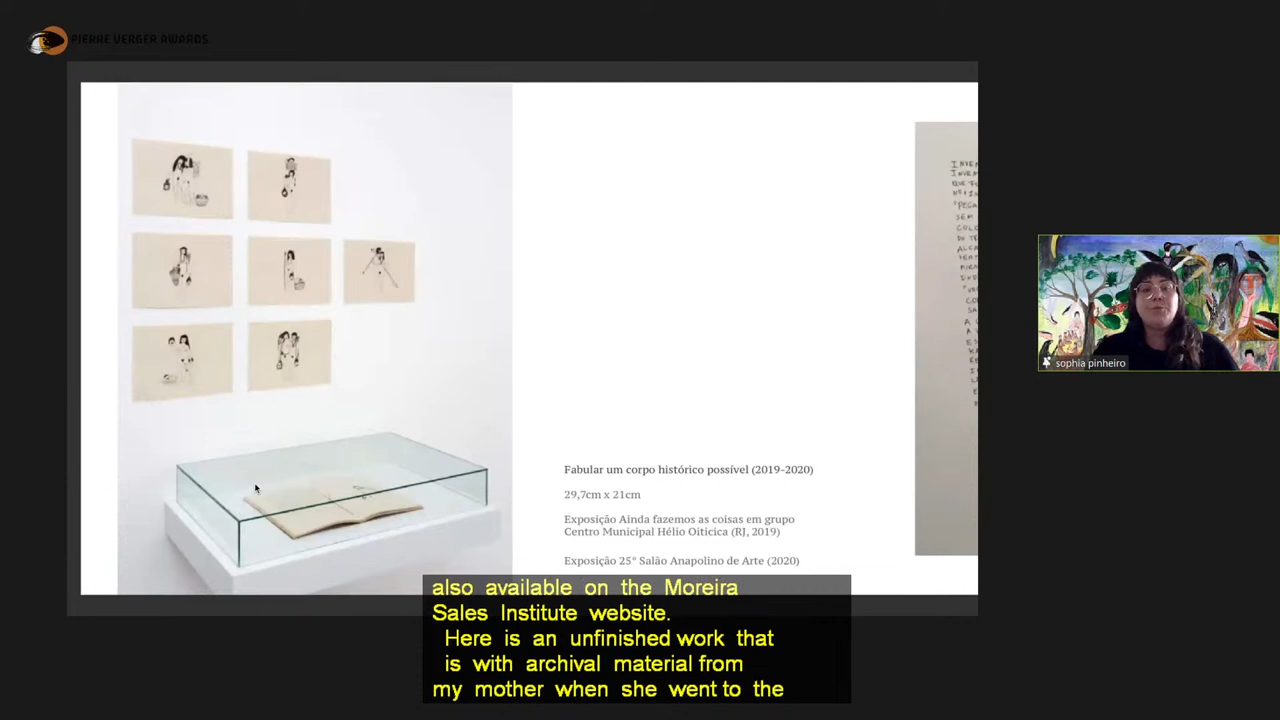 PIERRE VERGER AWARDS
Fabular um corpo histórico possível (2019-2020)
29,7cm x 21cm
Exposição Ainda fazemos as coisas em grupo
Centro Municipal Hélio Oiticica (RJ, 2019)
Exposição 25° Salão Anapolino de Arte (2020)
sophia pinheiro
also available on the Moreira
Sales Institute website.
Here is an unfinished work that
is with archival material from
my mother when she went to the